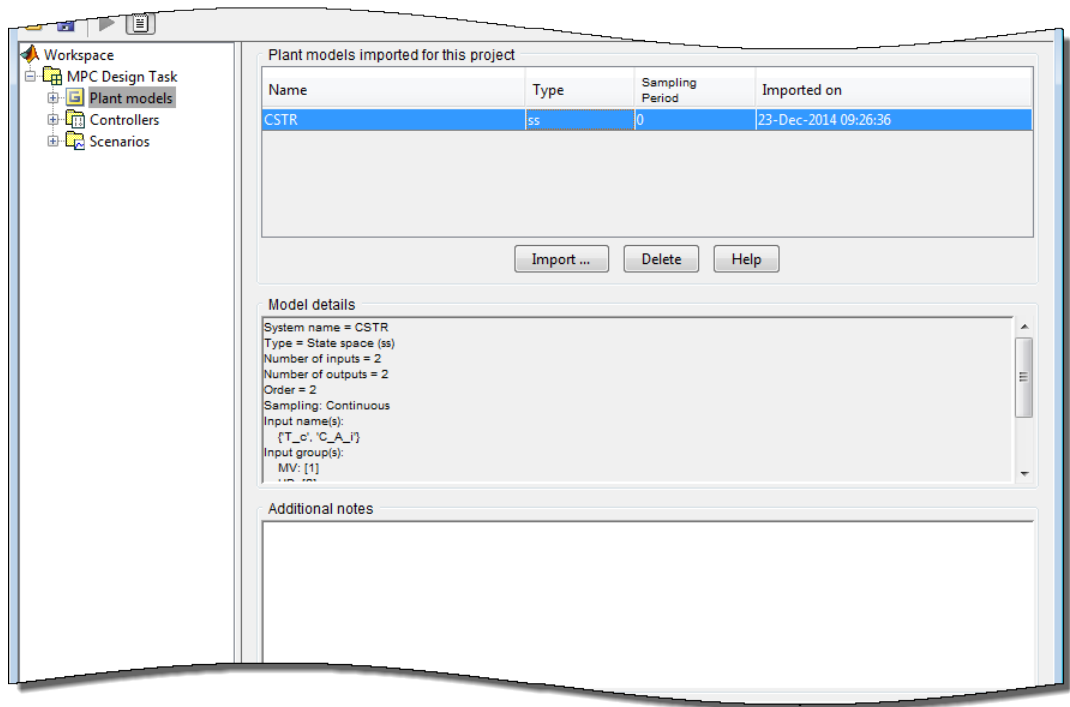 Workspace
MPC Design Task
Plant models
Controllers
Scenarios
Plant models imported for this project
Name Type Sampling Period Imported on
CSTR ss 0 23-Dec-2014 09:26:36
Import ... Delete Help
Model details
System name = CSTR
Type = State space (ss)
Number of inputs = 2
Number of outputs = 2
Order = 2
Sampling: Continuous
Input name(s):
{'T_c', 'C_A_i'}
Input group(s):
MV: [1]
Additional notes